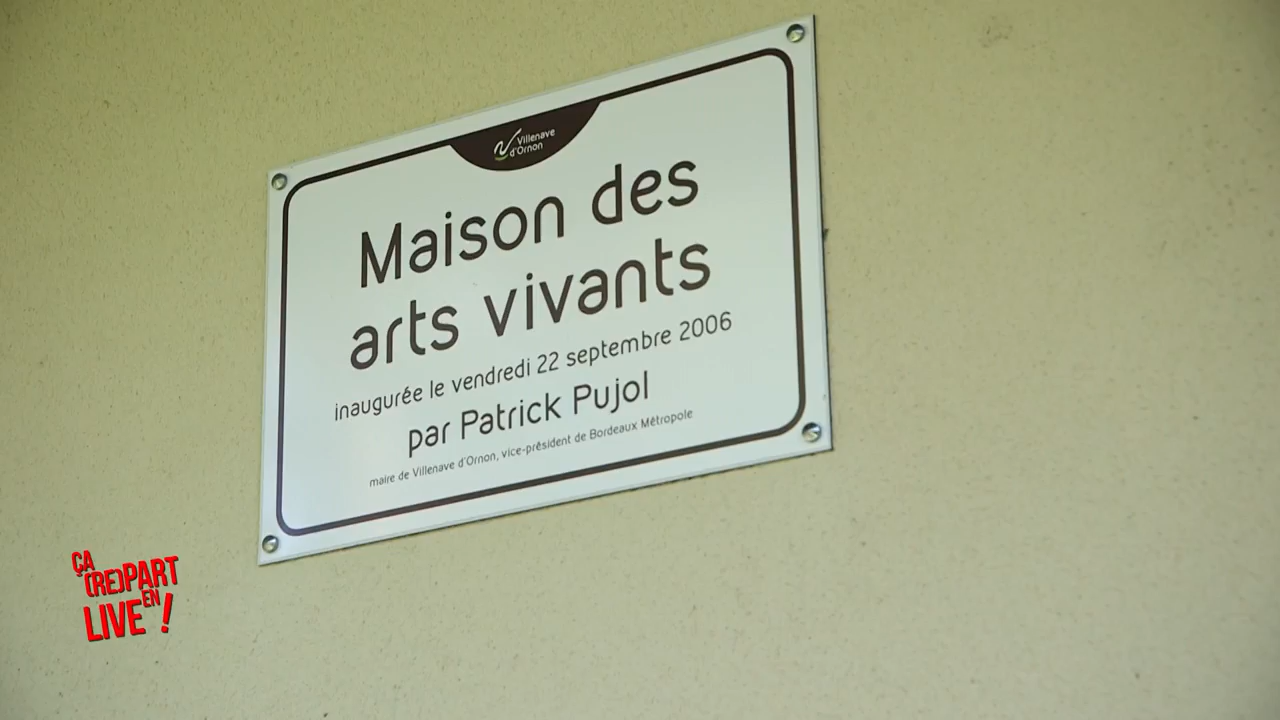 Villenave
d'Ornon
Maison des
arts vivants
inaugurée le vendredi 22 septembre 2006
par Patrick Pujol
maire de Villenave d'Ornon, vice-président de Bordeaux Métropole
ÇA
(RE)PART
EN
LIVE !